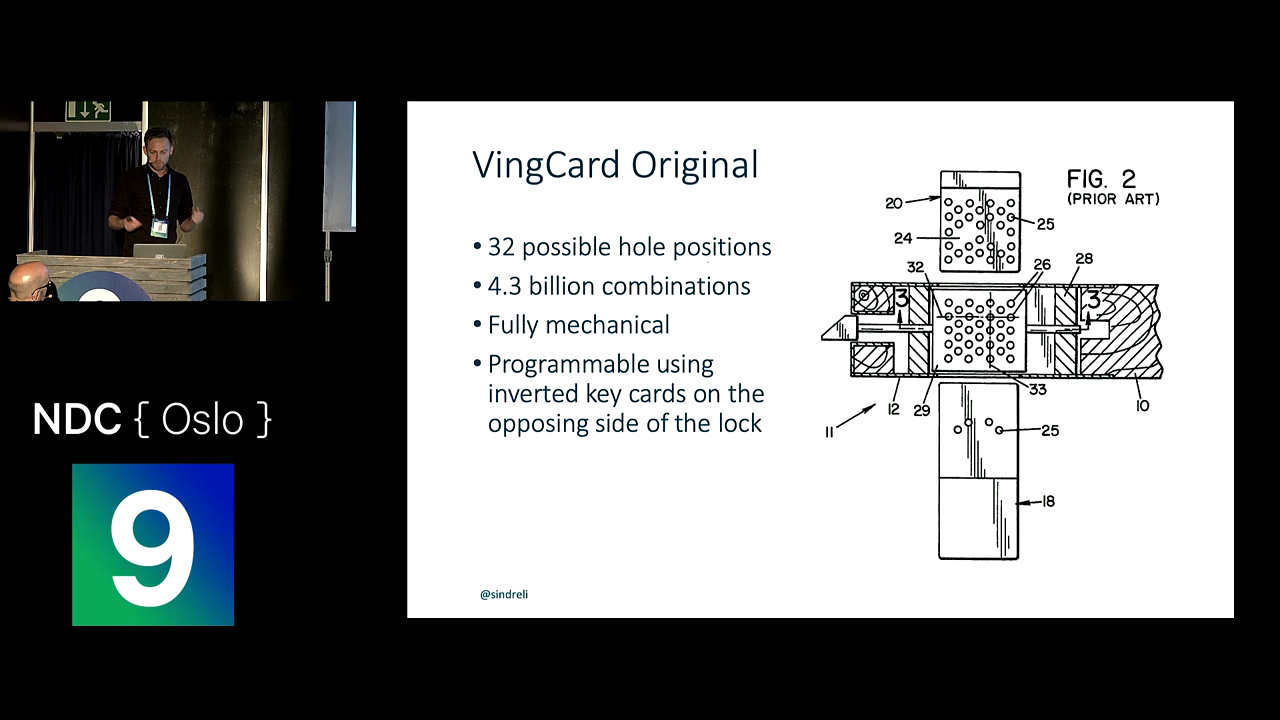 VingCard Original
• 32 possible hole positions
• 4.3 billion combinations
• Fully mechanical
• Programmable using
inverted key cards on the
opposing side of the lock
@sindreli
FIG. 2
(PRIOR ART)
20
25
24
32
26
28
3
3
33
12
29
10
11
25
18
NDC { Oslo }
9